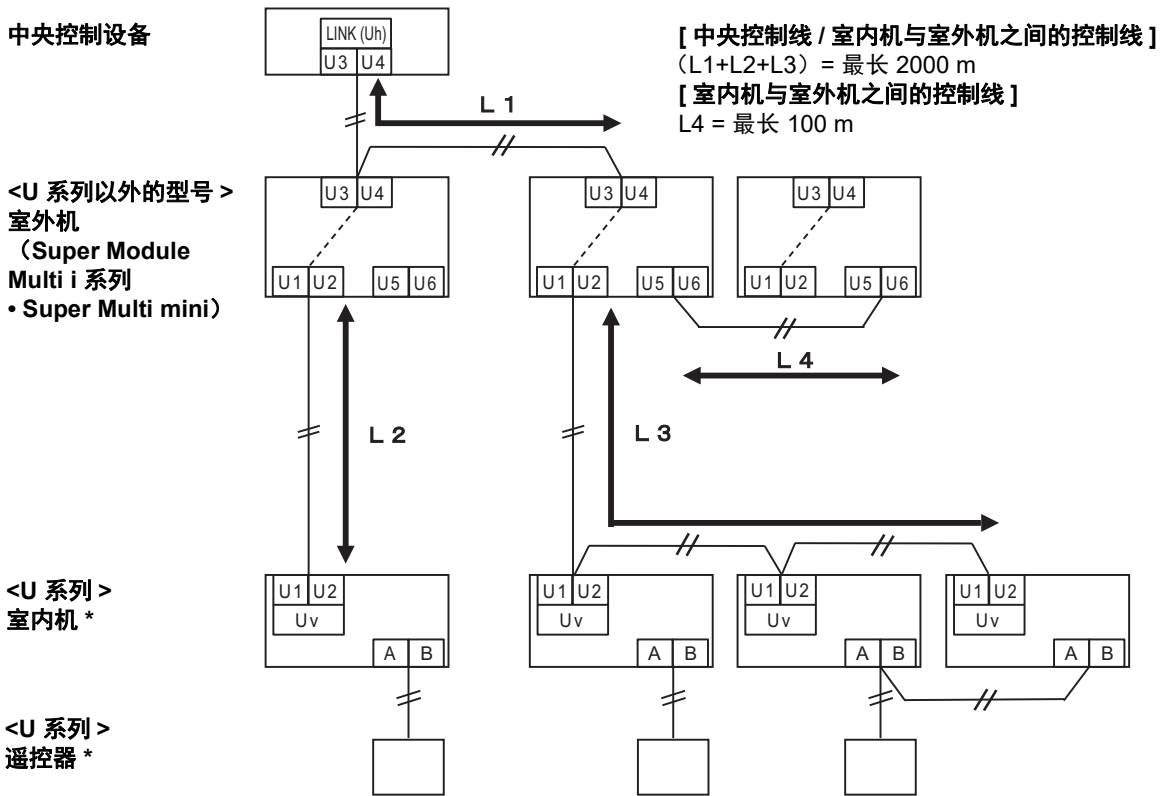 中央控制设备
LINK (Uh)
U3 U4
[ 中央控制线 / 室内机与室外机之间的控制线 ]
（L1+L2+L3）= 最长 2000 m
[ 室内机与室外机之间的控制线 ]
L4 = 最长 100 m
L 1
<U 系列以外的型号 >
室外机
（Super Module
Multi i 系列
• Super Multi mini）
U3 U4
U1 U2
U5 U6
U3 U4
U1 U2
U5 U6
U3 U4
U1 U2
U5 U6
L 4
L 2
L 3
<U 系列 >
室内机 *
U1 U2
Uv
A B
U1 U2
Uv
A B
U1 U2
Uv
A B
U1 U2
Uv
A B
<U 系列 >
遥控器 *